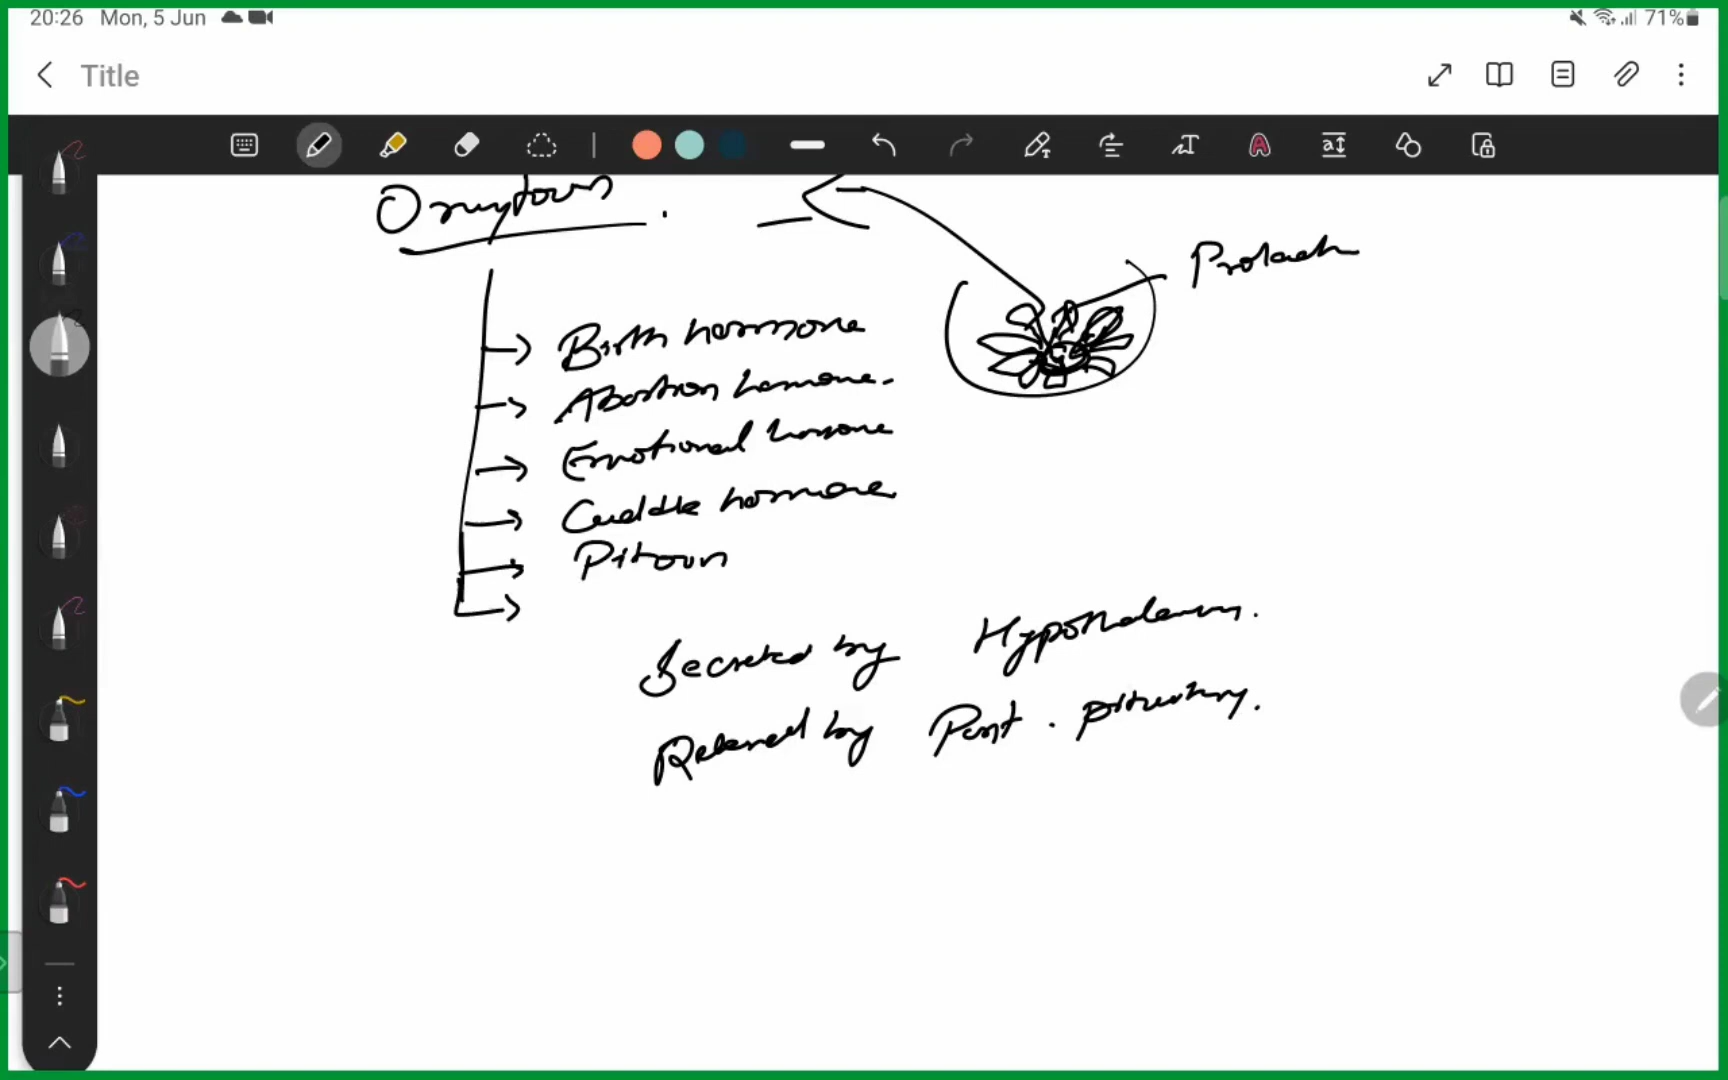 20:26 Mon, 5 Jun 71%
Title
Oxytocin
Prolactin
Birth hormone
Abortion hormone.
Emotional hormone
Cuddle hormone
Pitocin
Secreted by Hypothalamus.
Released by Post. pituitary.